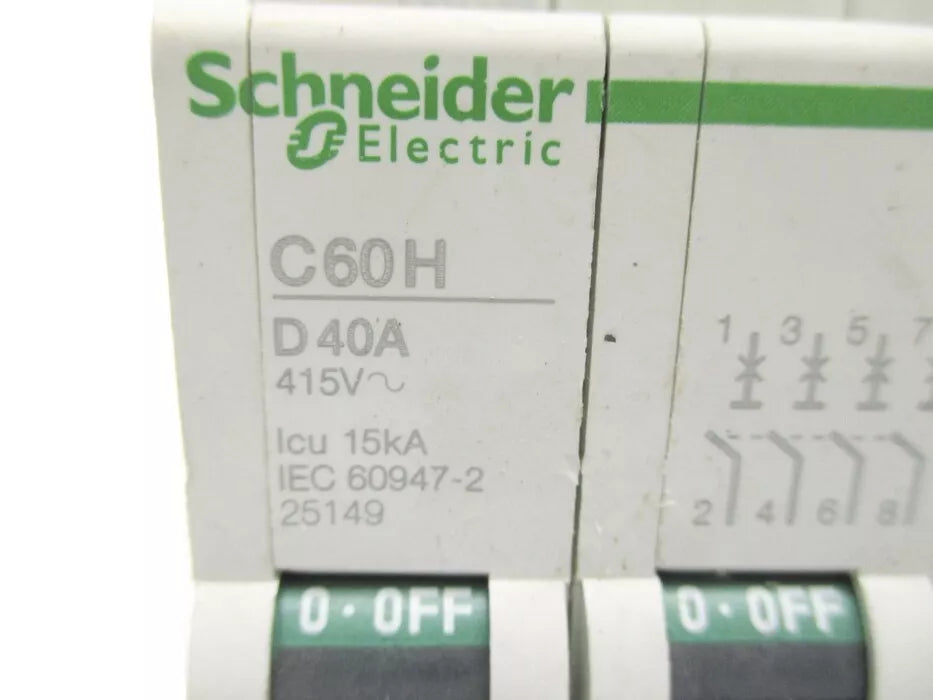 Schneider
Electric
C60H
D40A
415V~
Icu 15kA
IEC 60947-2
25149
1 3 5 7
2 4 6 8
0·OFF 0·OFF